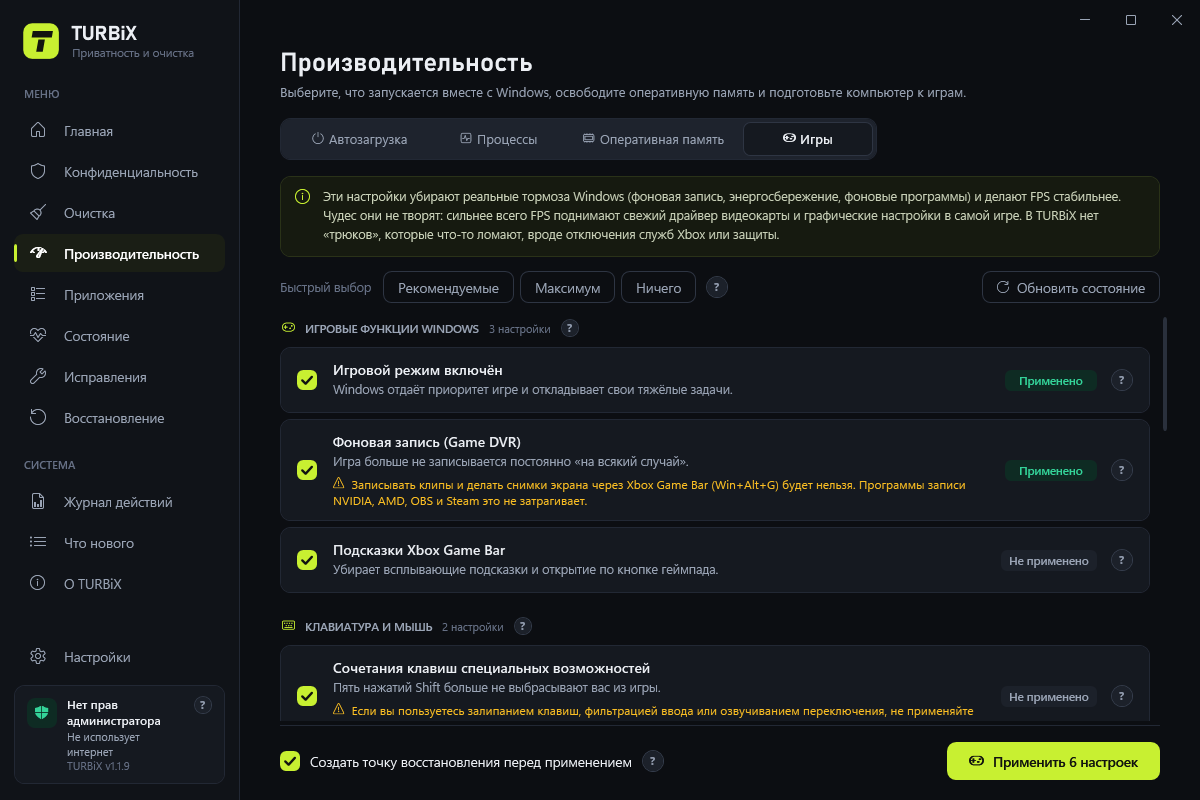 TURBiX
Приватность и очистка
МЕНЮ
Главная
Конфиденциальность
Очистка
Производительность
Приложения
Состояние
Исправления
Восстановление
СИСТЕМА
Журнал действий
Что нового
О TURBiX
Настройки
Нет прав
администратора
?
Не использует
интернет
TURBiX v1.1.9
Производительность
Выберите, что запускается вместе с Windows, освободите оперативную память и подготовьте компьютер к играм.
Автозагрузка Процессы Оперативная память Игры
Эти настройки убирают реальные тормоза Windows (фоновая запись, энергосбережение, фоновые программы) и делают FPS стабильнее.
Чудес они не творят: сильнее всего FPS поднимают свежий драйвер видеокарты и графические настройки в самой игре. В TURBiX нет
«трюков», которые что-то ломают, вроде отключения служб Xbox или защиты.
Быстрый выбор Рекомендуемые Максимум Ничего ? Обновить состояние
ИГРОВЫЕ ФУНКЦИИ WINDOWS 3 настройки ?
Игровой режим включён
Windows отдаёт приоритет игре и откладывает свои тяжёлые задачи.
Применено ?
Фоновая запись (Game DVR)
Игра больше не записывается постоянно «на всякий случай».
Записывать клипы и делать снимки экрана через Xbox Game Bar (Win+Alt+G) будет нельзя. Программы записи
NVIDIA, AMD, OBS и Steam это не затрагивает.
Применено ?
Подсказки Xbox Game Bar
Убирает всплывающие подсказки и открытие по кнопке геймпада.
Не применено ?
КЛАВИАТУРА И МЫШЬ 2 настройки ?
Сочетания клавиш специальных возможностей
Пять нажатий Shift больше не выбрасывают вас из игры.
Если вы пользуетесь залипанием клавиш, фильтрацией ввода или озвучиванием переключения, не применяйте
Не применено ?
Создать точку восстановления перед применением ?
Применить 6 настроек